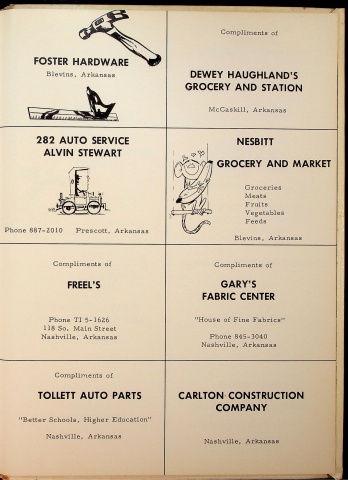 FOSTER HARDWARE
Blevins, Arkansas
Compliments of
DEWEY HAUGHLAND'S
GROCERY AND STATION
McCaskill, Arkansas
282 AUTO SERVICE
ALVIN STEWART
Phone 887-2010 Prescott, Arkansas
NESBITT
GROCERY AND MARKET
Groceries
Meats
Fruits
Vegetables
Feeds
Blevins, Arkansas
Compliments of
FREEL'S
Phone TI 5-1626
118 So. Main Street
Nashville, Arkansas
Compliments of
GARY'S
FABRIC CENTER
"House of Fine Fabrics"
Phone 845-3040
Nashville, Arkansas
Compliments of
TOLLETT AUTO PARTS
"Better Schools, Higher Education"
Nashville, Arkansas
CARLTON CONSTRUCTION
COMPANY
Nashville, Arkansas